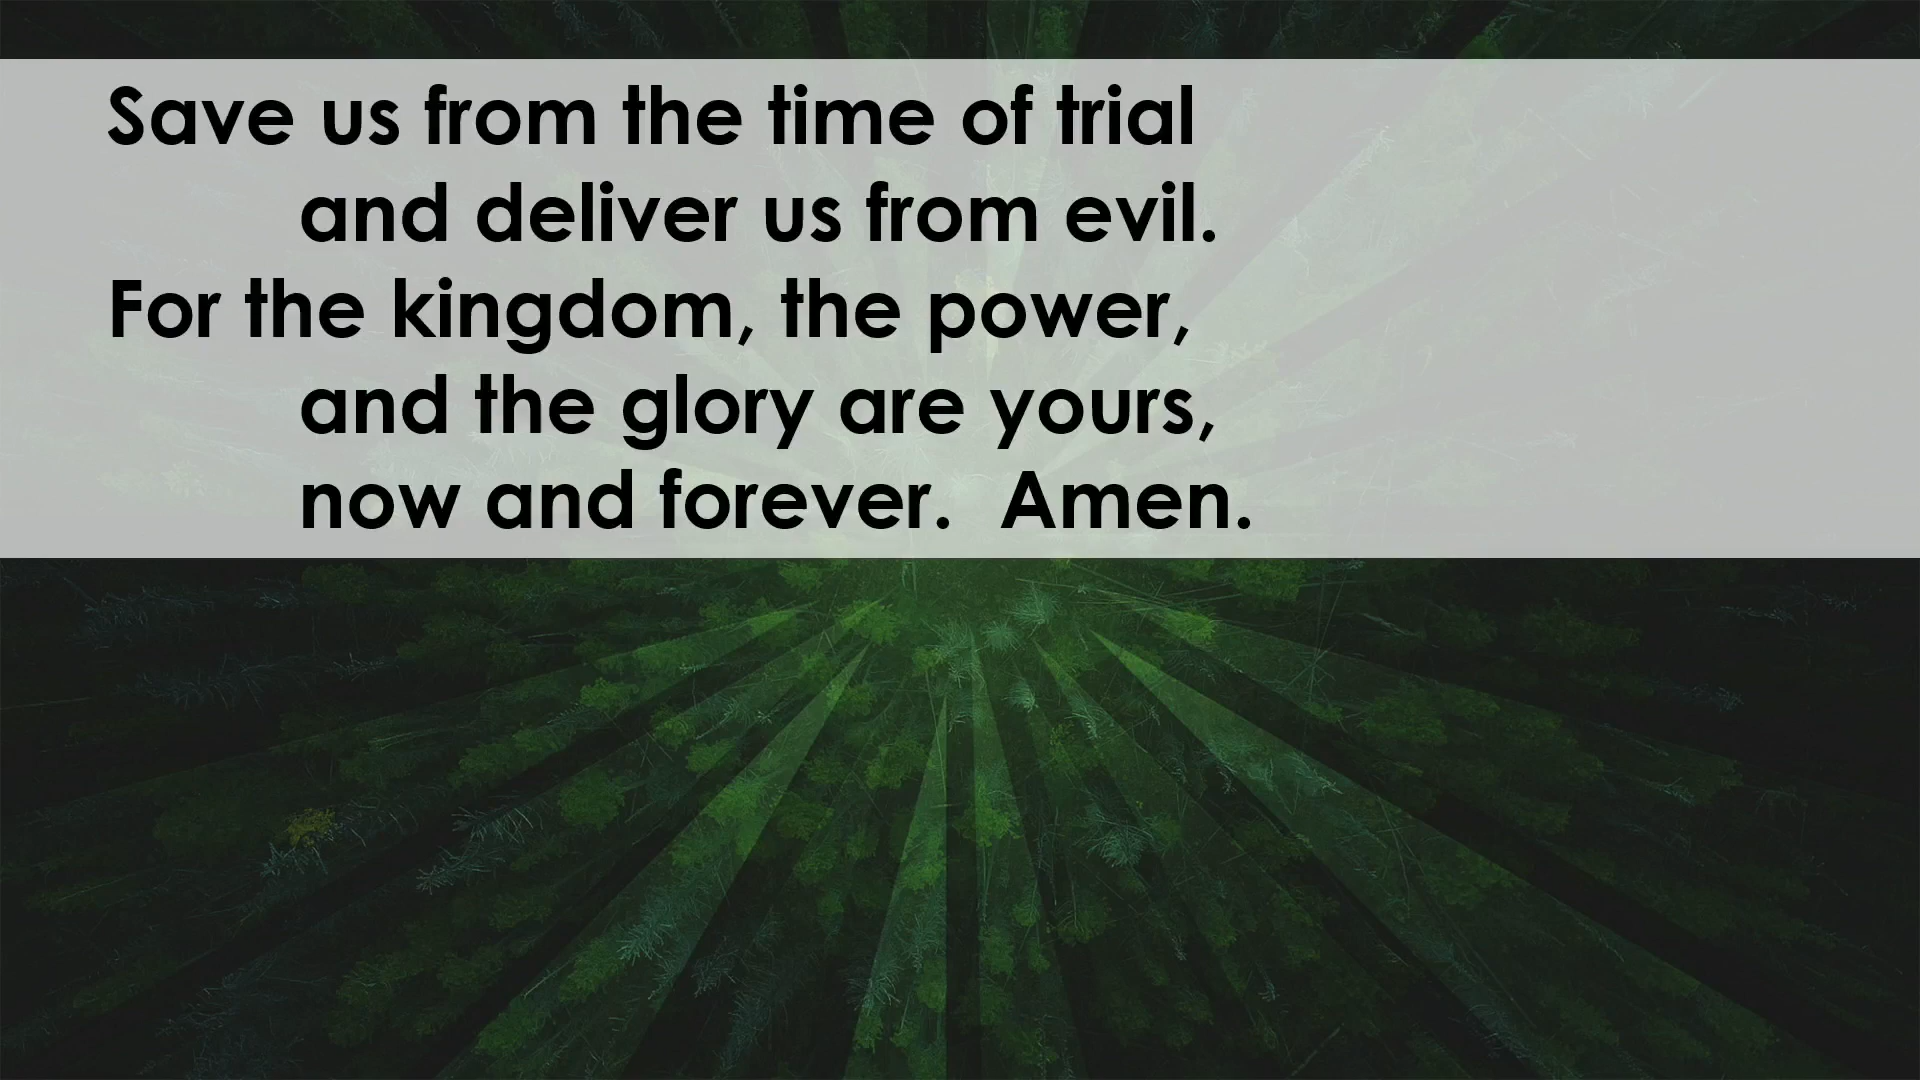 Save us from the time of trial
and deliver us from evil.
For the kingdom, the power,
and the glory are yours,
now and forever.  Amen.